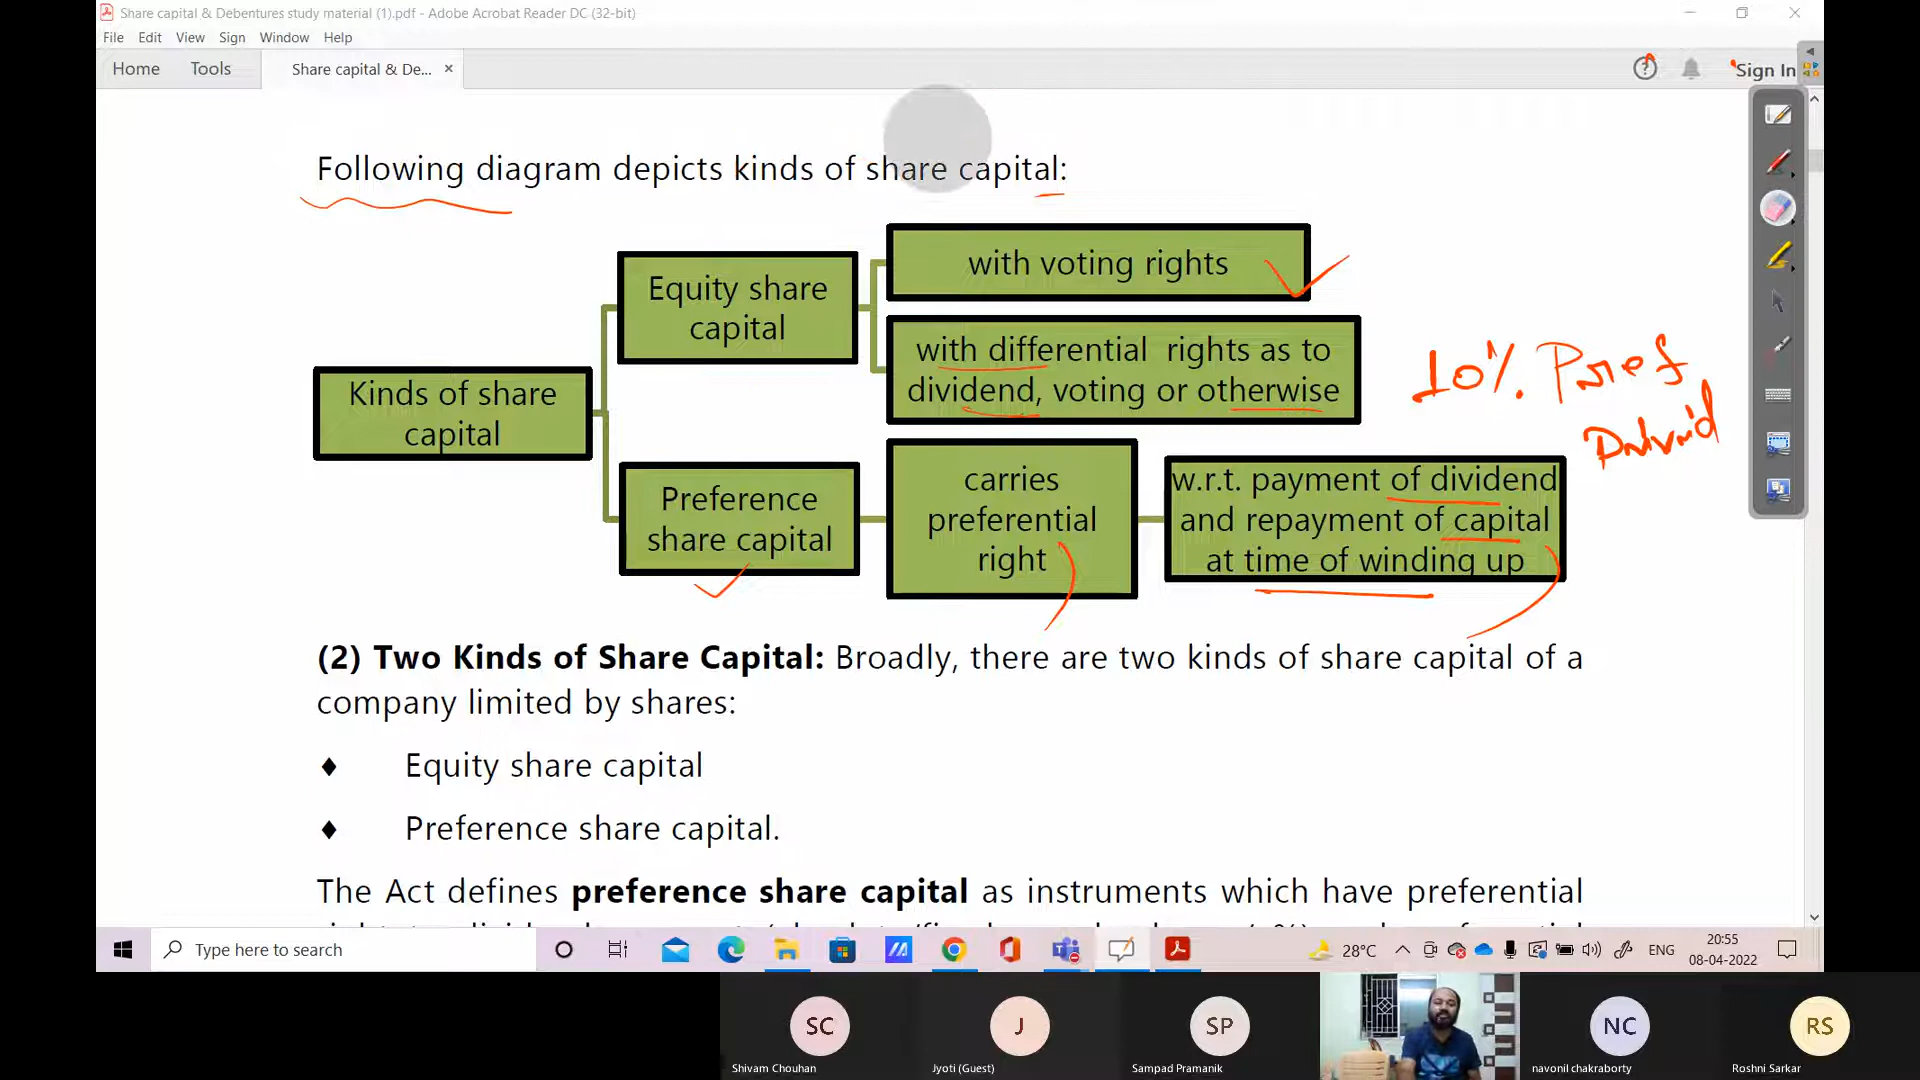 Share capital & Debentures study material (1).pdf - Adobe Acrobat Reader DC (32-bit)
File Edit View Sign Window Help
Home Tools Share capital & De... × Sign In
Following diagram depicts kinds of share capital:
with voting rights
Equity share
capital
with differential rights as to
dividend, voting or otherwise
10% Pref
Kinds of share
capital
Preference
share capital
carries
preferential
right
w.r.t. payment of dividend
and repayment of capital
at time of winding up
(2) Two Kinds of Share Capital: Broadly, there are two kinds of share capital of a
company limited by shares:
♦ Equity share capital
♦ Preference share capital.
The Act defines preference share capital as instruments which have preferential
Type here to search
28°C
ENG
20:55
08-04-2022
SC
J
SP
NC
RS
Shivam Chouhan
Jyoti (Guest)
Sampad Pramanik
navonil chakraborty
Roshni Sarkar